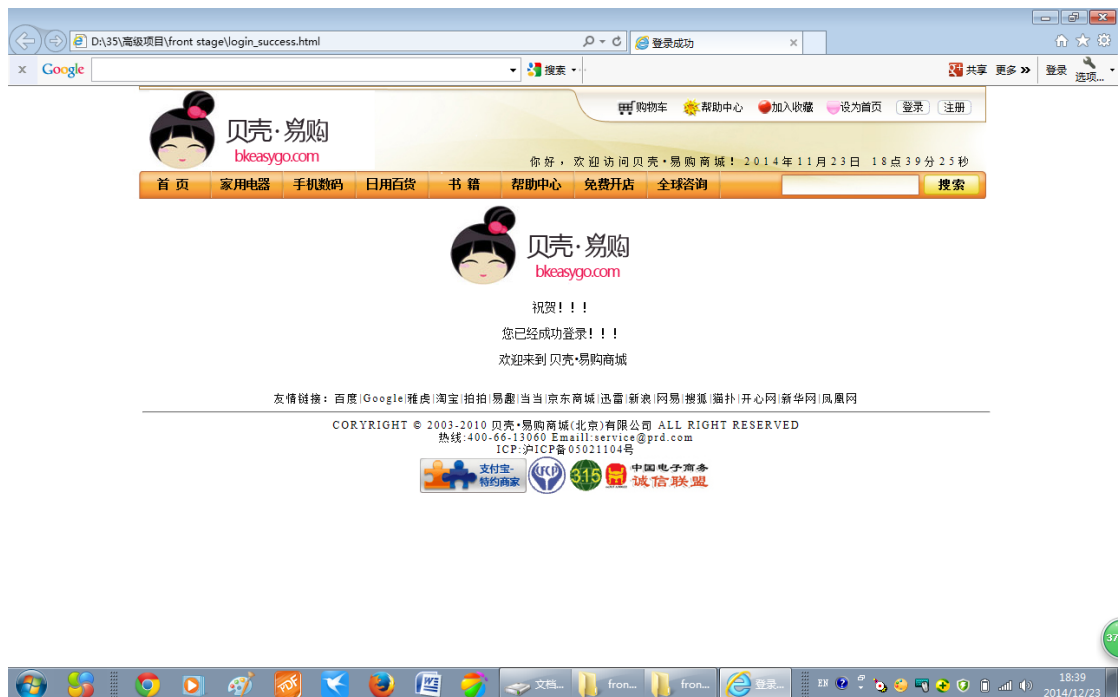 D:\35\高级项目\front stage\login_success.html
登录成功
x Google
搜索
共享 更多 »
登录
选项...
贝壳·易购
bkeasygo.com
购物车 帮助中心 加入收藏 设为首页 登录 注册
你好，欢迎访问贝壳•易购商城！2014年11月23日 18点39分25秒
首 页 家用电器 手机数码 日用百货 书 籍 帮助中心 免费开店 全球咨询 搜索
贝壳·易购
bkeasygo.com
祝贺！！！
您已经成功登录！！！
欢迎来到 贝壳•易购商城
友情链接：百度|Google|雅虎|淘宝|拍拍|易趣|当当|京东商城|迅雷|新浪|网易|搜狐|猫扑|开心网|新华网|凤凰网
CORYRIGHT © 2003-2010 贝壳•易购商城(北京)有限公司 ALL RIGHT RESERVED
热线:400-66-13060 Emaill:service@prd.com
ICP:沪ICP备05021104号
支付宝-
特约商家
315
中国电子商务
诚信联盟
37
PDF
文档...
fron...
fron...
登录...
EN
18:39
2014/12/23